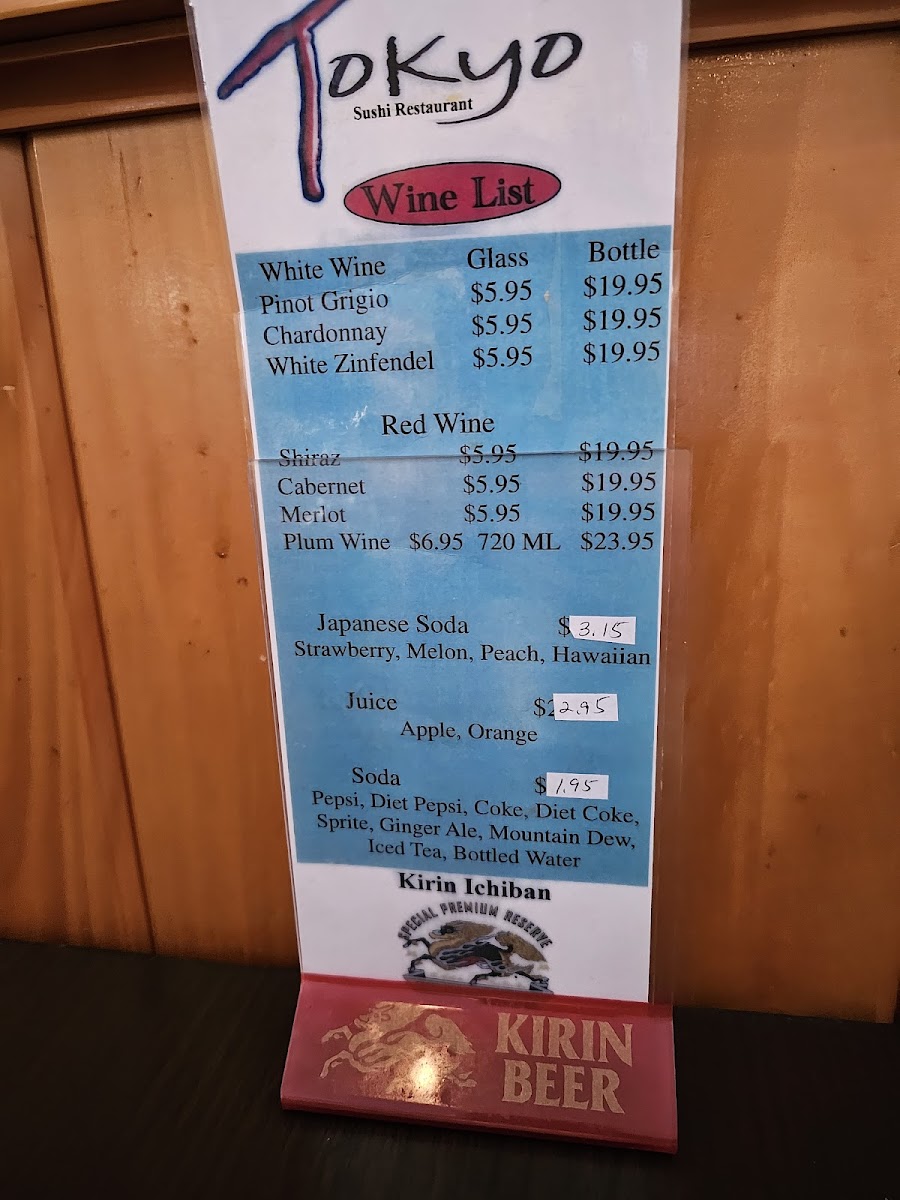 Tokyo
Sushi Restaurant
Wine List
White Wine Glass Bottle
Pinot Grigio $5.95 $19.95
Chardonnay $5.95 $19.95
White Zinfendel $5.95 $19.95
Red Wine
Shiraz $5.95 $19.95
Cabernet $5.95 $19.95
Merlot $5.95 $19.95
Plum Wine $6.95 720 ML $23.95
Japanese Soda $3.15
Strawberry, Melon, Peach, Hawaiian
Juice $2.95
Apple, Orange
Soda $1.95
Pepsi, Diet Pepsi, Coke, Diet Coke,
Sprite, Ginger Ale, Mountain Dew,
Iced Tea, Bottled Water
Kirin Ichiban
SPECIAL PREMIUM RESERVE
KIRIN
BEER